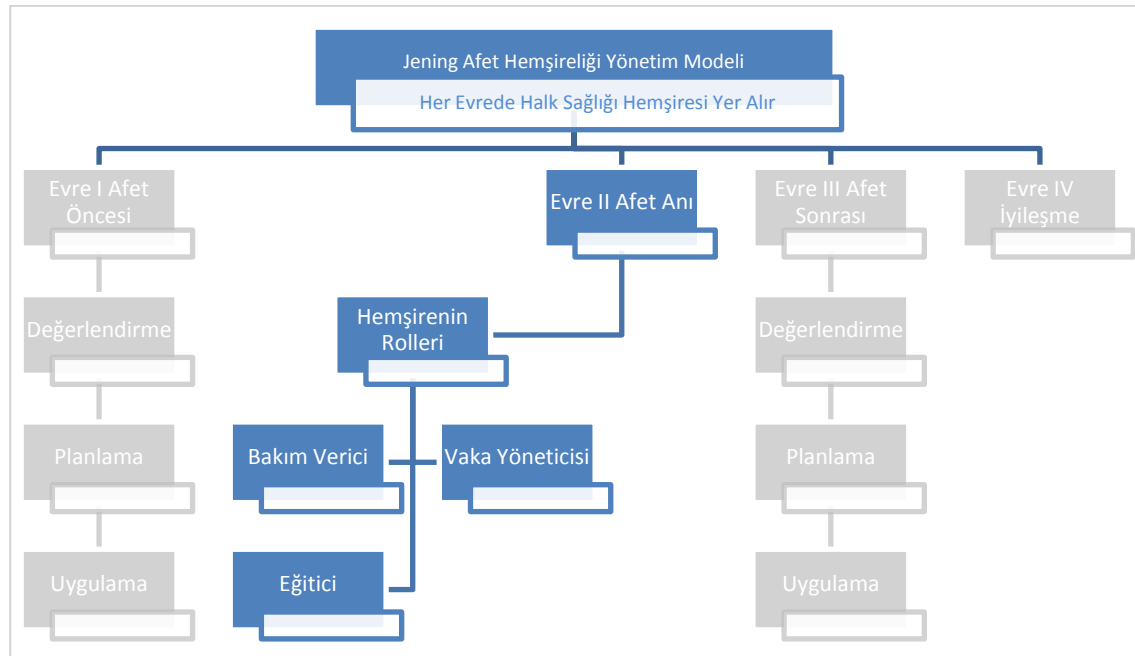 Jening Afet Hemşireliği Yönetim Modeli
Her Evrede Halk Sağlığı Hemşiresi Yer Alır
Evre I Afet
Öncesi
Değerlendirme
Planlama
Uygulama
Evre II Afet Anı
Hemşirenin
Rolleri
Bakım Verici
Vaka Yöneticisi
Eğitici
Evre III Afet
Sonrası
Değerlendirme
Planlama
Uygulama
Evre IV
İyileşme